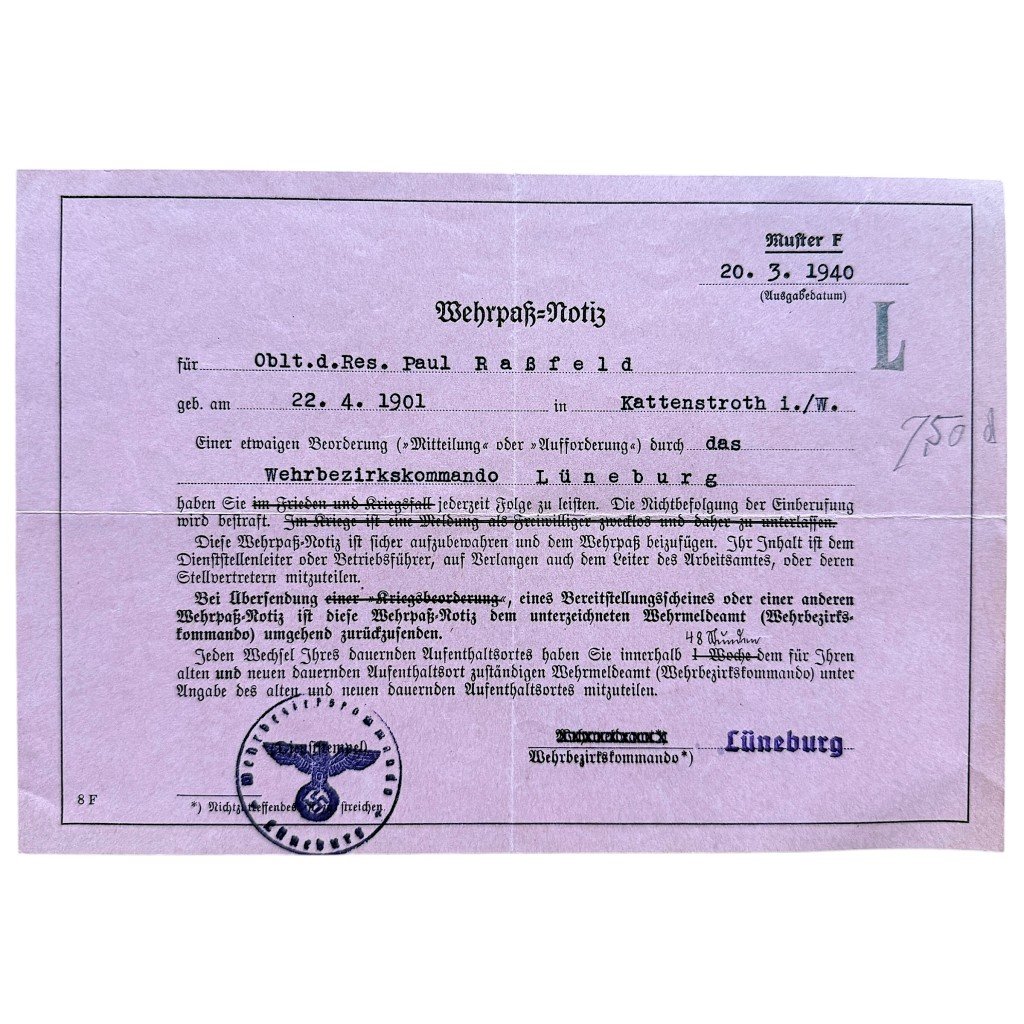 Muster F
20. 3. 1940
(Ausgabedatum)
L
Wehrpaß-Notiz
für Oblt.d.Res. Paul Raßfeld
geb. am 22. 4. 1901 in Kattenstroth i./W.
7,50 d
Einer etwaigen Beorderung (»Mitteilung« oder »Aufforderung«) durch das
Wehrbezirkskommando Lüneburg
haben Sie im Frieden und Kriegsfall jederzeit Folge zu leisten. Die Nichtbefolgung der Einberufung
wird bestraft. Im Kriege ist eine Meldung als Freiwilliger zwecklos und daher zu unterlassen.
Diese Wehrpaß-Notiz ist sicher aufzubewahren und dem Wehrpaß beizufügen. Ihr Inhalt ist dem
Dienststellenleiter oder Betriebsführer, auf Verlangen auch dem Leiter des Arbeitsamtes, oder deren
Stellvertretern mitzuteilen.
Bei Übersendung einer »Kriegsbeorderung«, eines Bereitstellungsscheines oder einer anderen
Wehrpaß-Notiz ist diese Wehrpaß-Notiz dem unterzeichneten Wehrmeldeamt (Wehrbezirks-
kommando) umgehend zurückzusenden.
48 Stunden
Jeden Wechsel Ihres dauernden Aufenthaltsortes haben Sie innerhalb 1 Woche dem für Ihren
alten und neuen dauernden Aufenthaltsort zuständigen Wehrmeldeamt (Wehrbezirkskommando) unter
Angabe des alten und neuen dauernden Aufenthaltsortes mitzuteilen.
Wehrbezirkskommando
Lüneburg
(Dienststempel)
Wehrbezirkskommando*)
Lüneburg
8 F
*) Nichtzutreffendes streichen